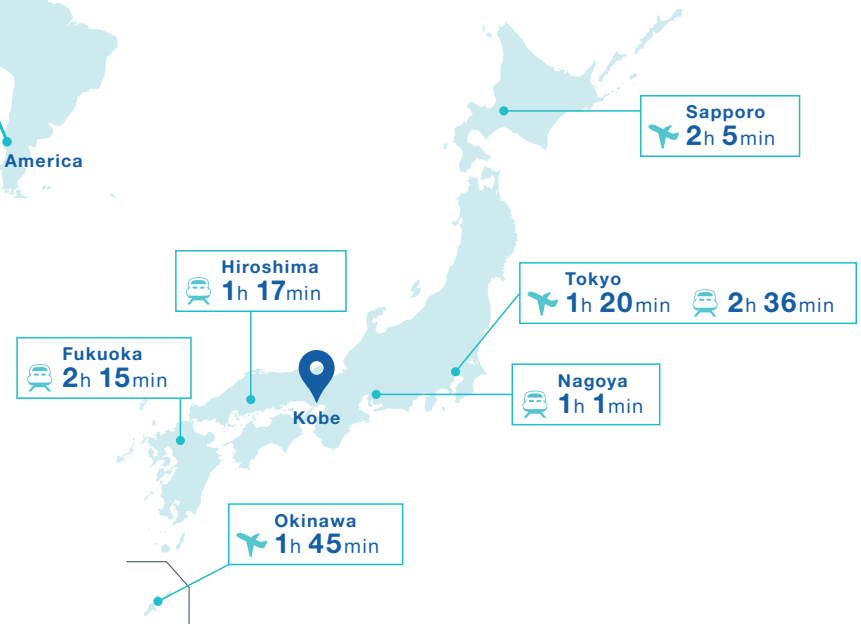 America
Sapporo
2h 5min
Hiroshima
1h 17min
Tokyo
1h 20min 2h 36min
Fukuoka
2h 15min
Nagoya
1h 1min
Kobe
Okinawa
1h 45min